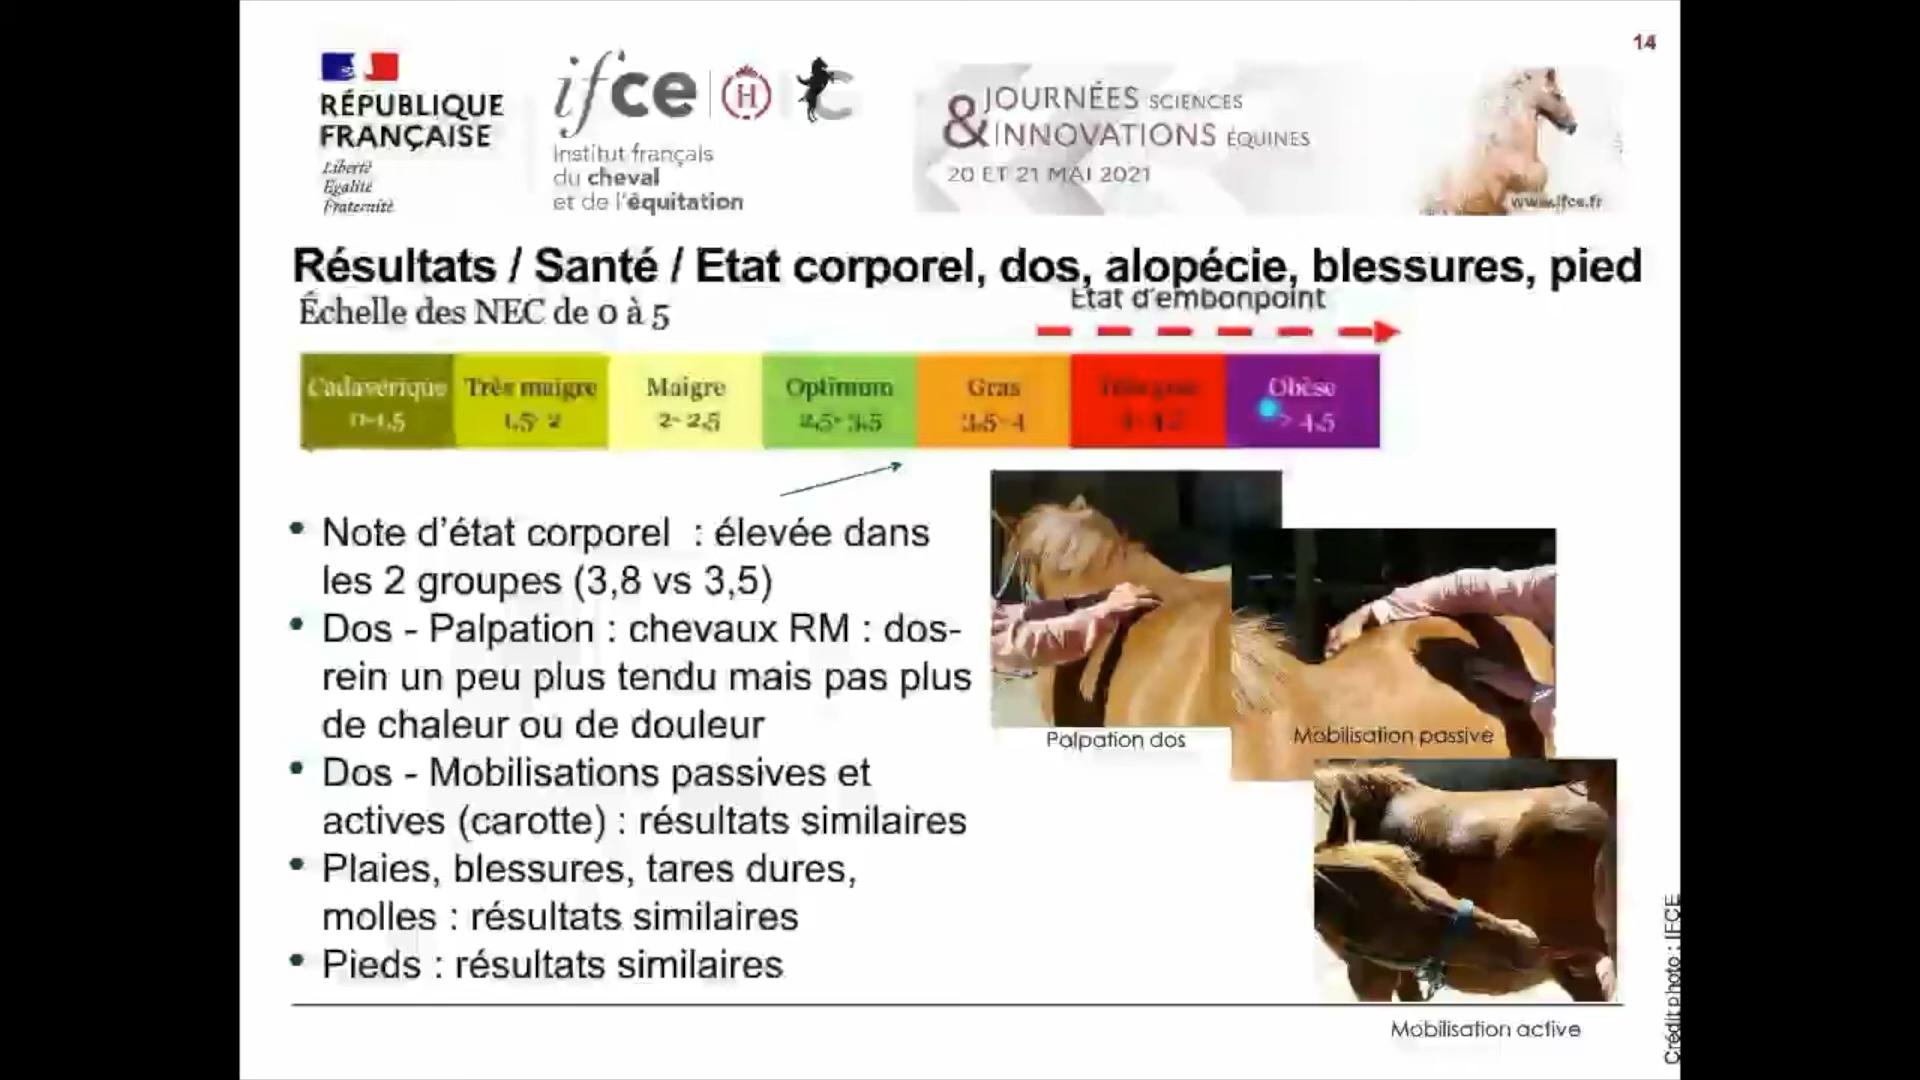 14
RÉPUBLIQUE
FRANÇAISE
Liberté
Egalité
Fraternité
ifce
H
Institut français
du cheval
et de l'équitation
& JOURNÉES SCIENCES
INNOVATIONS ÉQUINES
20 ET 21 MAI 2021
www.ifce.fr
Résultats / Santé / Etat corporel, dos, alopécie, blessures, pied
Échelle des NEC de 0 à 5
Etat d'embonpoint
Cadavérique Très maigre Maigre Optimum Gras Obèse
0-1,5 1,5- 2 2- 2,5 2,5- 3,5 3,5-4 > 4,5
• Note d'état corporel : élevée dans
les 2 groupes (3,8 vs 3,5)
• Dos - Palpation : chevaux RM : dos-
rein un peu plus tendu mais pas plus
de chaleur ou de douleur
• Dos - Mobilisations passives et
actives (carotte) : résultats similaires
• Plaies, blessures, tares dures,
molles : résultats similaires
• Pieds : résultats similaires
Palpation dos
Mobilisation passive
Mobilisation active
Crédit photo : IFCE